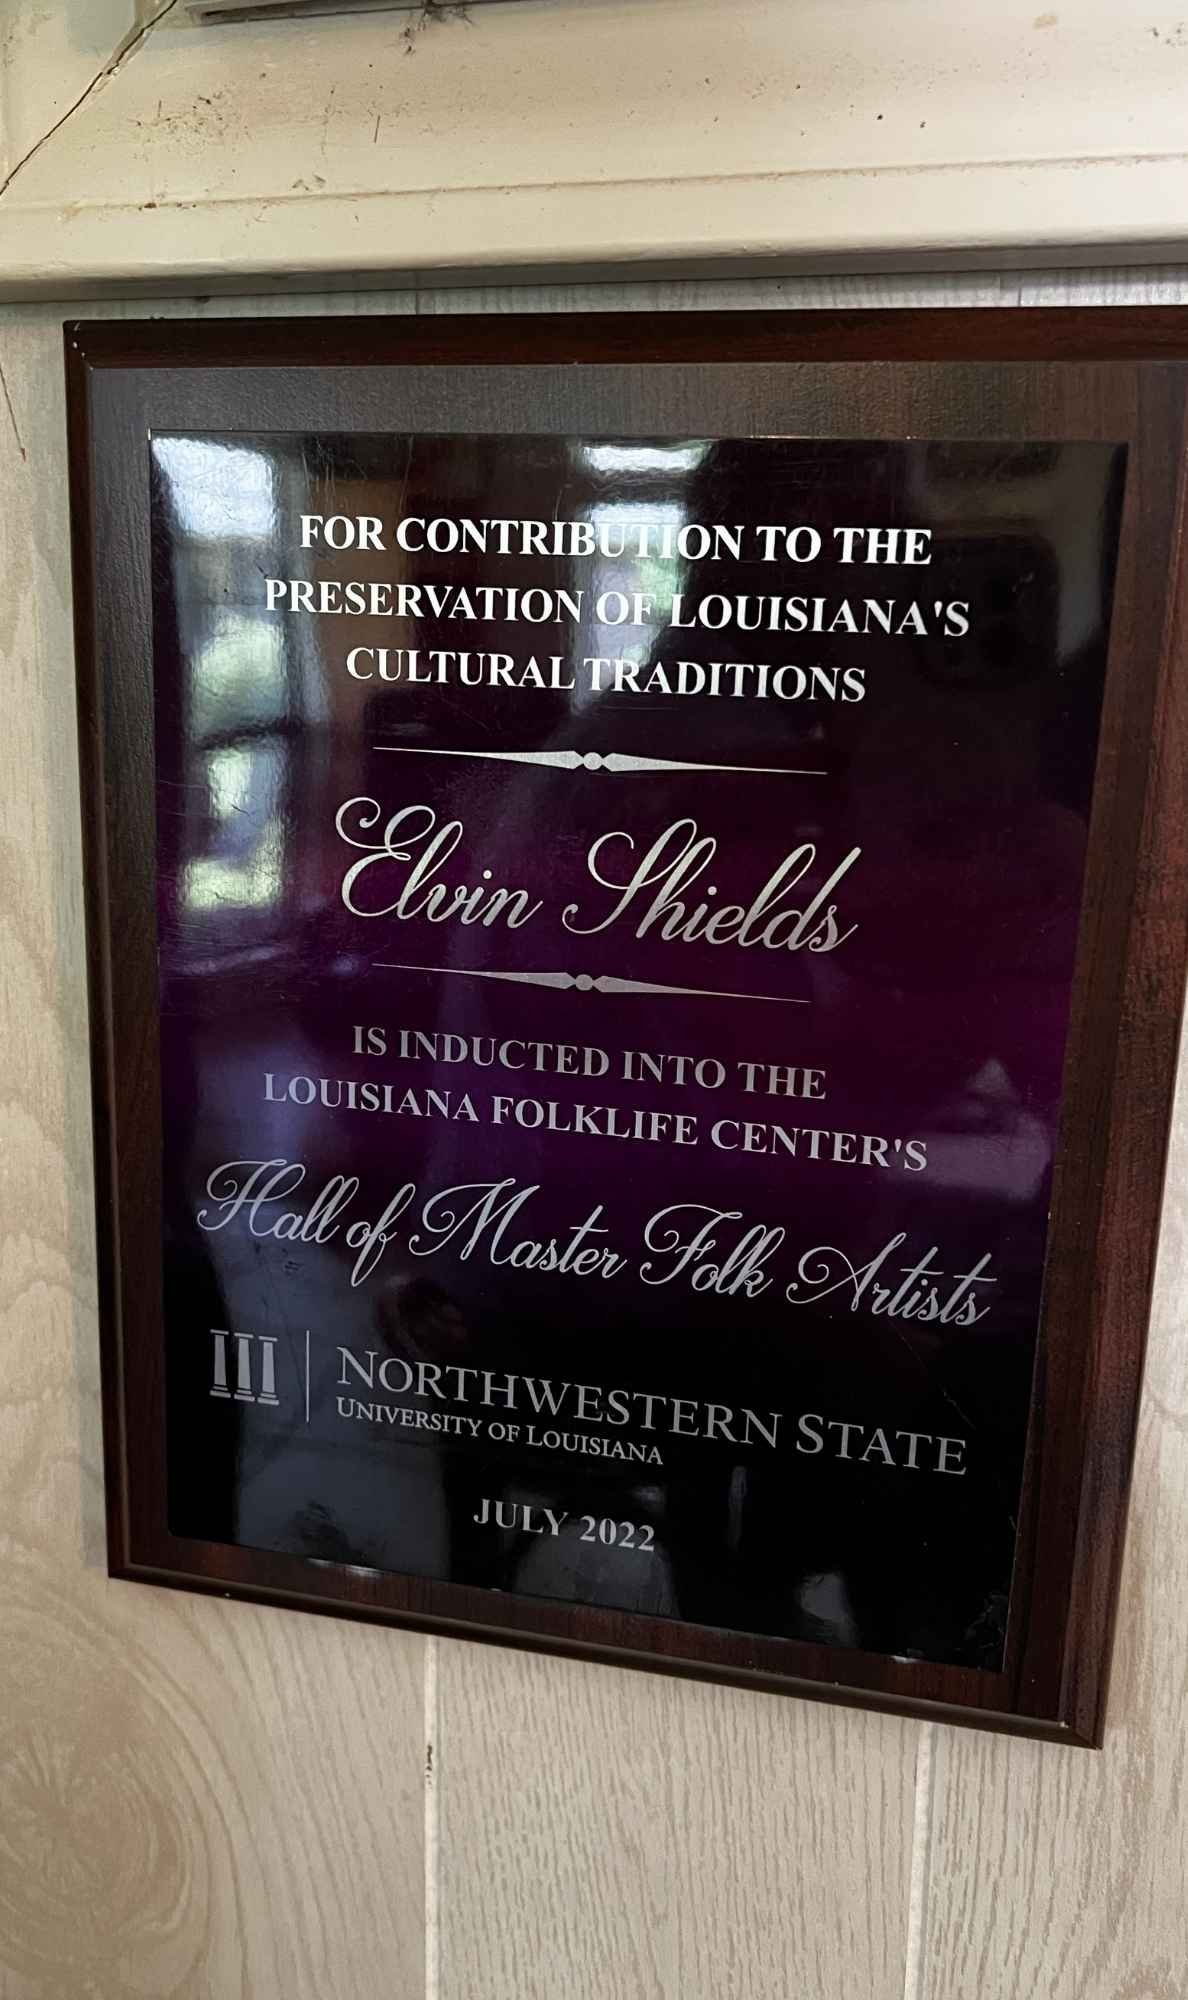 FOR CONTRIBUTION TO THE
PRESERVATION OF LOUISIANA'S
CULTURAL TRADITIONS
Elvin Shields
IS INDUCTED INTO THE
LOUISIANA FOLKLIFE CENTER'S
Hall of Master Folk Artists
NORTHWESTERN STATE
UNIVERSITY OF LOUISIANA
JULY 2022